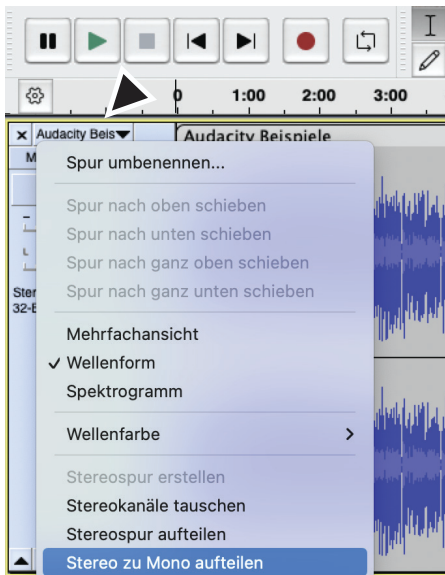 0 1:00 2:00 3:00
Audacity Beis
Audacity Beispiele
M
Spur umbenennen...
Spur nach oben schieben
Spur nach unten schieben
Spur nach ganz oben schieben
Spur nach ganz unten schieben
L
Ster
32-B
Mehrfachansicht
Wellenform
Spektrogramm
Wellenfarbe
Stereospur erstellen
Stereokanäle tauschen
Stereospur aufteilen
Stereo zu Mono aufteilen